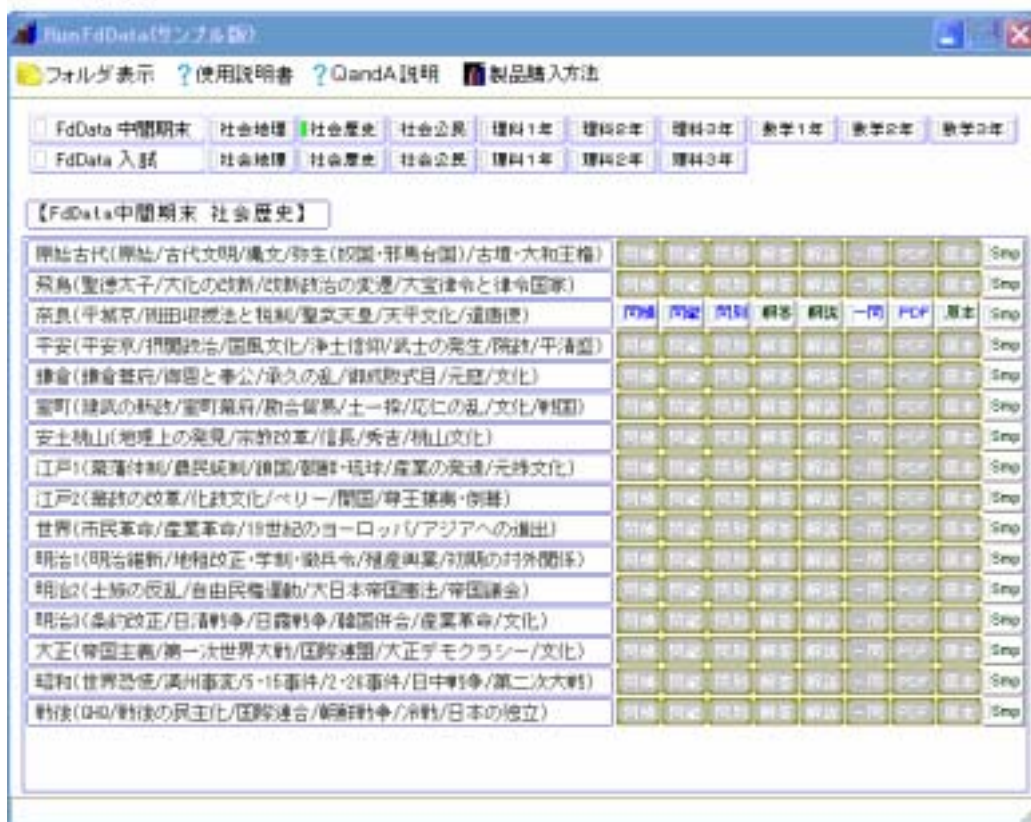 RunFdData(サンプル版)
フォルダ表示 ?使用説明書 ?QandA説明 製品購入方法
FdData 中間期末 社会地理 社会歴史 社会公民 理科1年 理科2年 理科3年 数学1年 数学2年 数学3年
FdData 入試 社会地理 社会歴史 社会公民 理科1年 理科2年 理科3年
【FdData中間期末 社会歴史】
原始古代(原始/古代文明/縄文/弥生(奴国・邪馬台国)/古墳・大和王権) Smp
飛鳥(聖徳太子/大化の改新/改新政治の変遷/大宝律令と律令国家) Smp
奈良(平城京/班田収授法と税制/聖武天皇/天平文化/遣唐使) 問縦 問縦 問別 解答 解説 一問 PDF 原本 Smp
平安(平安京/摂関政治/国風文化/浄土信仰/武士の発生/院政/平清盛) Smp
鎌倉(鎌倉幕府/御恩と奉公/承久の乱/御成敗式目/元寇/文化) Smp
室町(建武の新政/室町幕府/勘合貿易/土一揆/応仁の乱/文化/戦国) Smp
安土桃山(地理上の発見/宗教改革/信長/秀吉/桃山文化) Smp
江戸1(幕藩体制/農民統制/鎖国/朝鮮・琉球/産業の発達/元禄文化) Smp
江戸2(幕政の改革/化政文化/ペリー/開国/尊王攘夷・倒幕) Smp
世界(市民革命/産業革命/19世紀のヨーロッパ/アジアへの進出) Smp
明治1(明治維新/地租改正・学制・徴兵令/殖産興業/初期の対外関係) Smp
明治2(士族の反乱/自由民権運動/大日本帝国憲法/帝国議会) Smp
明治3(条約改正/日清戦争/日露戦争/韓国併合/産業革命/文化) Smp
大正(帝国主義/第一次世界大戦/国際連盟/大正デモクラシー/文化) Smp
昭和(世界恐慌/満州事変/5・15事件/2・26事件/日中戦争/第二次大戦) Smp
戦後(GHQ/戦後の民主化/国際連合/朝鮮戦争/冷戦/日本の独立) Smp